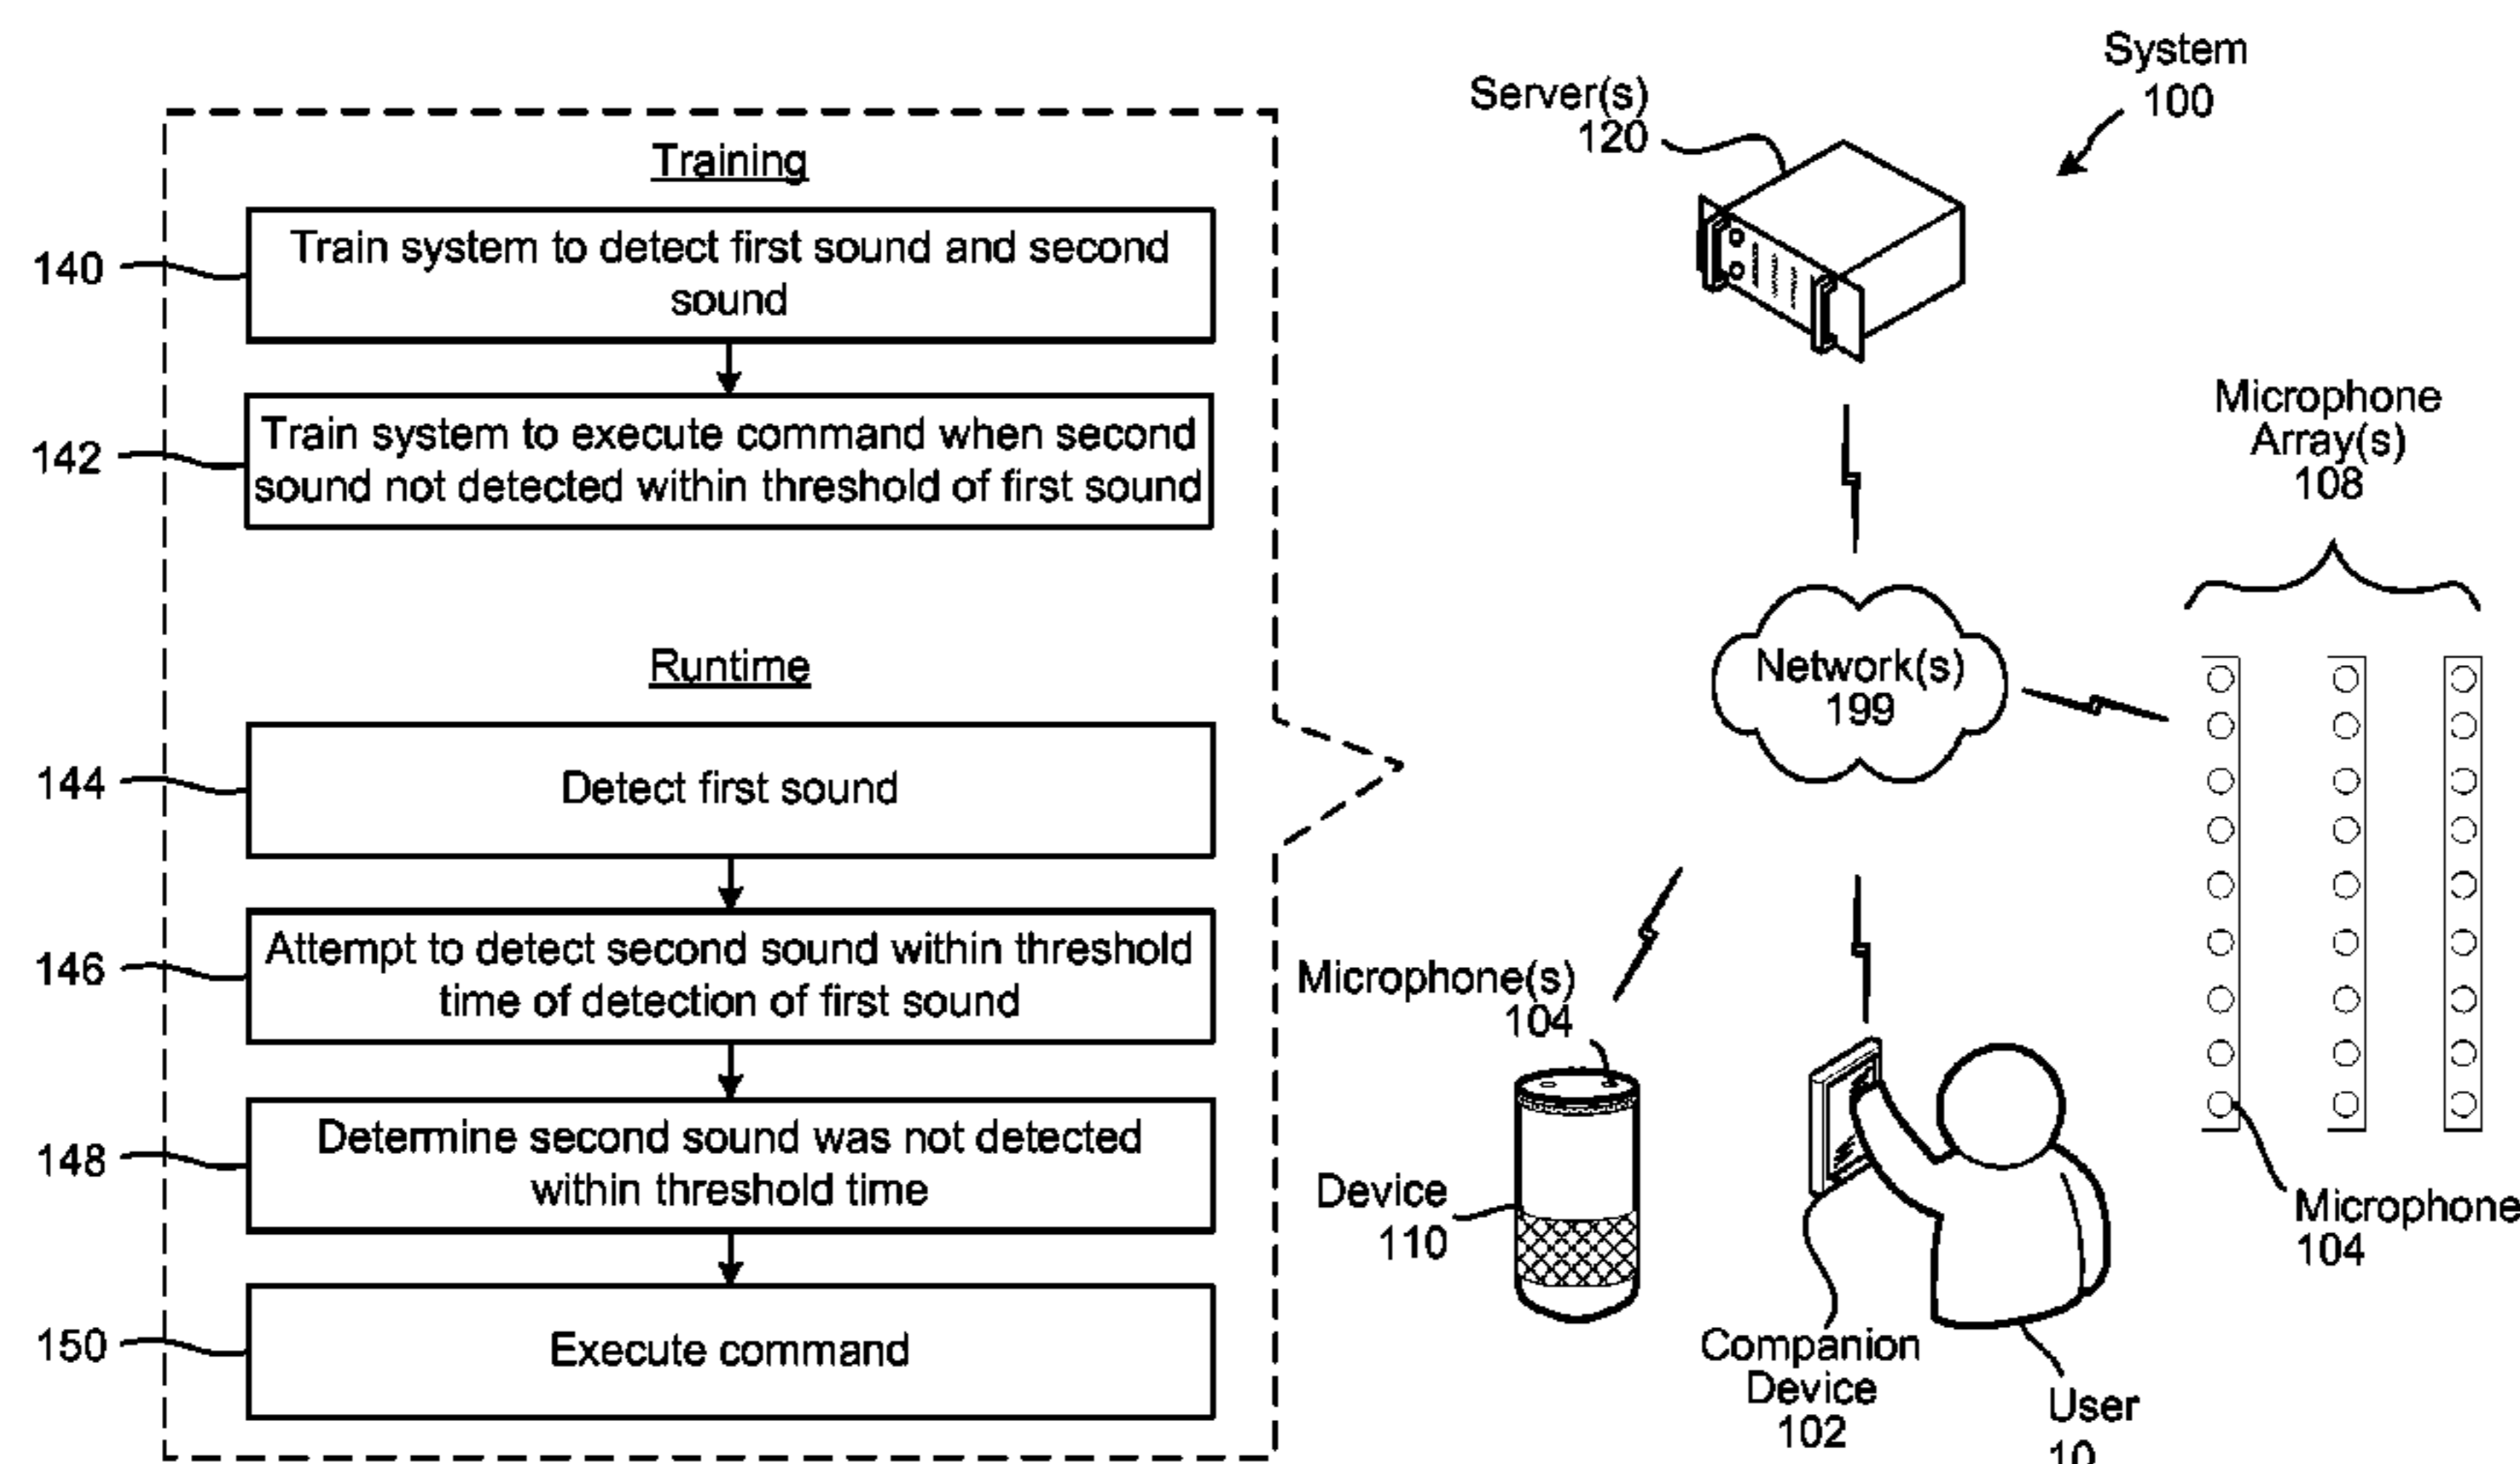 Training
140
Train system to detect first sound and second
sound
142
Train system to execute command when second
sound not detected within threshold of first sound
Runtime
144
Detect first sound
146
Attempt to detect second sound within threshold
time of detection of first sound
148
Determine second sound was not detected
within threshold time
150
Execute command
System
100
Server(s)
120
Microphone
Array(s)
108
Network(s)
199
Microphone(s)
104
Device
110
Companion
Device
102
User
10
Microphone
104